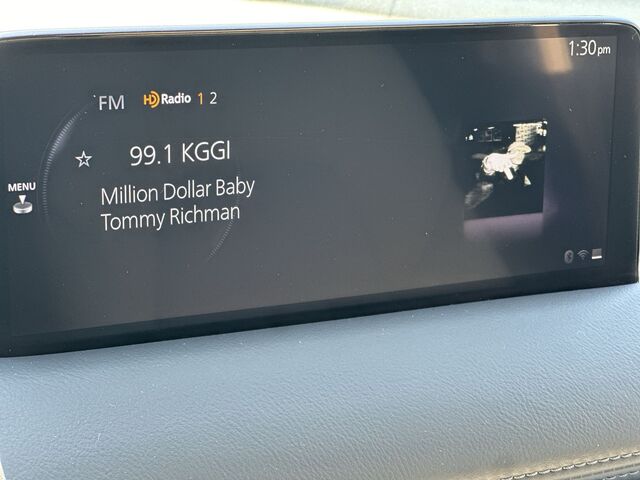 1:30pm
FM HD Radio 1 2
99.1 KGGI
MENU
Million Dollar Baby
Tommy Richman